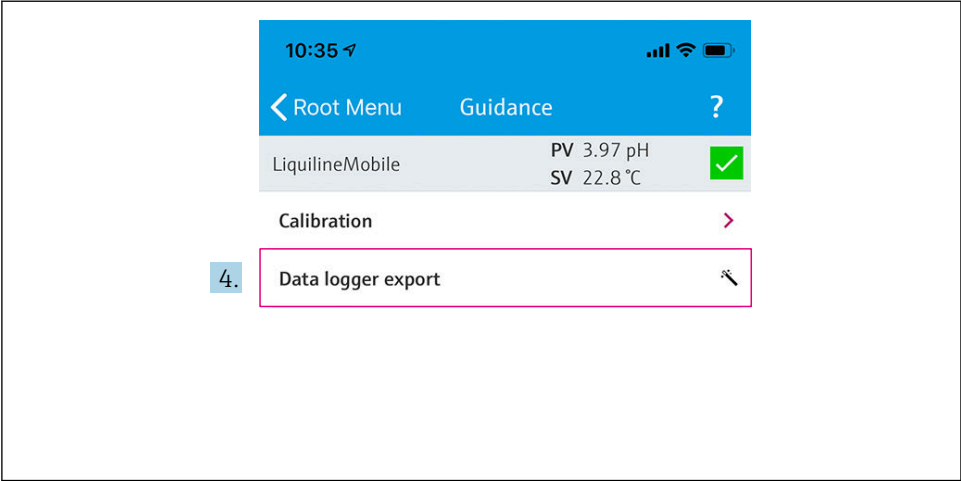 10:35
Root Menu Guidance ?
LiquilineMobile PV 3.97 pH
SV 22.8 °C
Calibration
4. Data logger export